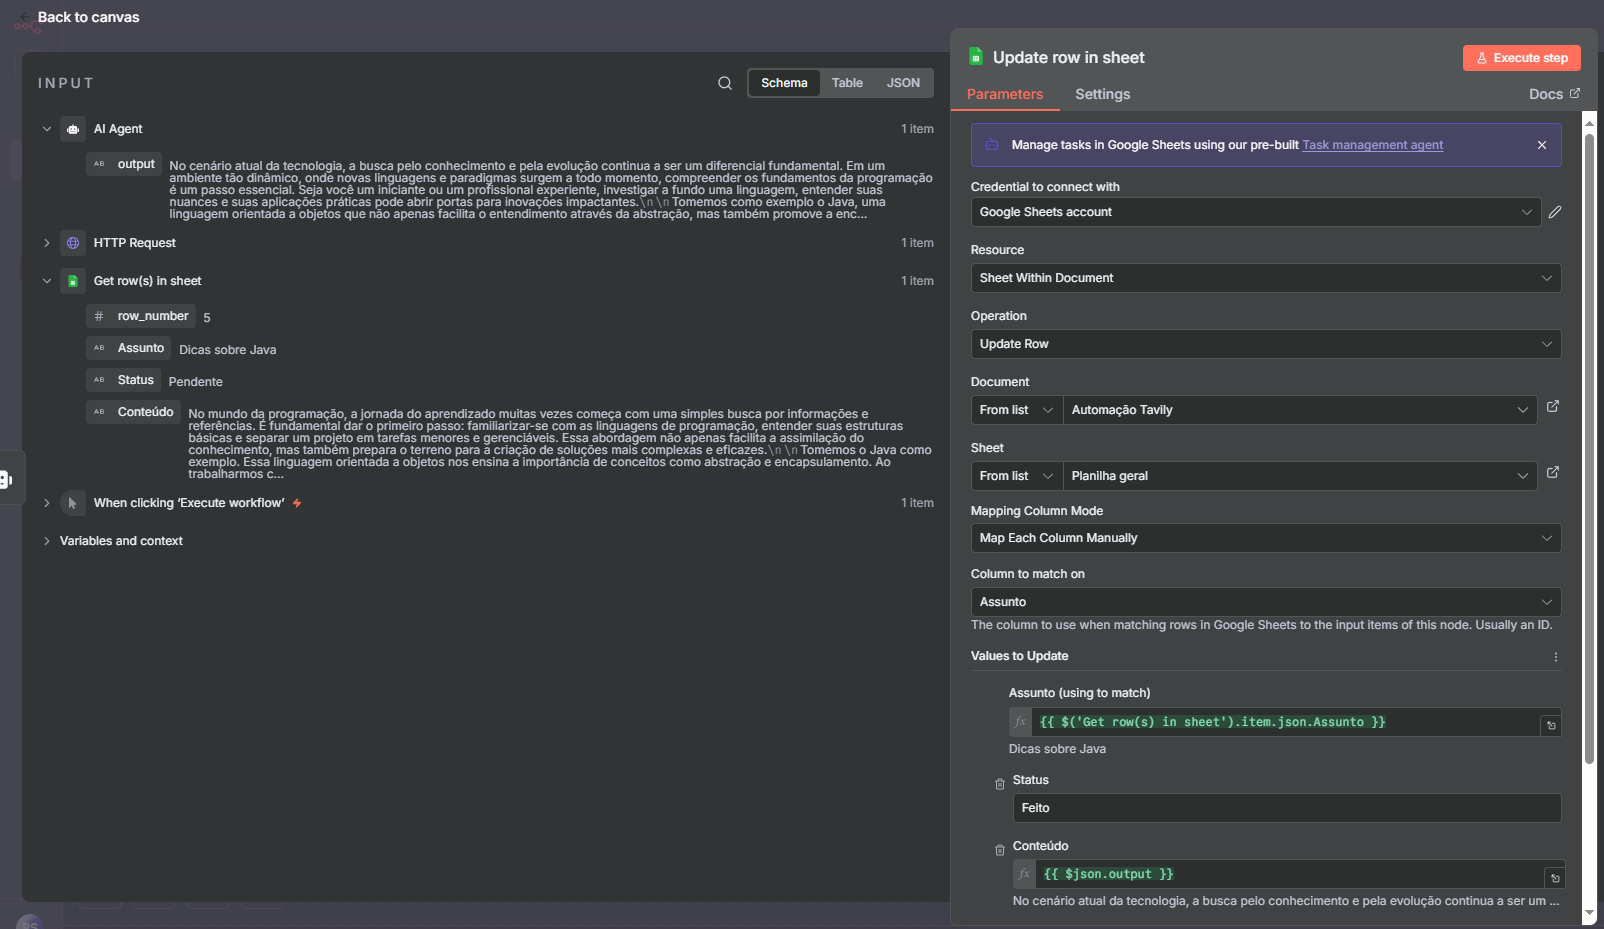 Back to canvas
INPUT
Schema
Table
JSON
AI Agent
1 item
AB output
No cenário atual da tecnologia, a busca pelo conhecimento e pela evolução continua a ser um diferencial fundamental. Em um
ambiente tão dinâmico, onde novas linguagens e paradigmas surgem a todo momento, compreender os fundamentos da programação
é um passo essencial. Seja você um iniciante ou um profissional experiente, investigar a fundo uma linguagem, entender suas
nuances e suas aplicações práticas pode abrir portas para inovações impactantes.\n\nTomemos como exemplo o Java, uma
linguagem orientada a objetos que não apenas facilita o entendimento através da abstração, mas também promove a enc...
HTTP Request
1 item
Get row(s) in sheet
1 item
# row_number 5
AB Assunto Dicas sobre Java
AB Status Pendente
AB Conteúdo
No mundo da programação, a jornada do aprendizado muitas vezes começa com uma simples busca por informações e
referências. É fundamental dar o primeiro passo: familiarizar-se com as linguagens de programação, entender suas estruturas
básicas e separar um projeto em tarefas menores e gerenciáveis. Essa abordagem não apenas facilita a assimilação do
conhecimento, mas também prepara o terreno para a criação de soluções mais complexas e eficazes.\n\nTomemos o Java como
exemplo. Essa linguagem orientada a objetos nos ensina a importância de conceitos como abstração e encapsulamento. Ao
trabalharmos c...
When clicking ‘Execute workflow’
1 item
Variables and context
Update row in sheet
Execute step
Parameters
Settings
Docs
Manage tasks in Google Sheets using our pre-built Task management agent
Credential to connect with
Google Sheets account
Resource
Sheet Within Document
Operation
Update Row
Document
From list
Automação Tavily
Sheet
From list
Planilha geral
Mapping Column Mode
Map Each Column Manually
Column to match on
Assunto
The column to use when matching rows in Google Sheets to the input items of this node. Usually an ID.
Values to Update
Assunto (using to match)
fx {{ $('Get row(s) in sheet').item.json.Assunto }}
Dicas sobre Java
Status
Feito
Conteúdo
fx {{ $json.output }}
No cenário atual da tecnologia, a busca pelo conhecimento e pela evolução continua a ser um ...